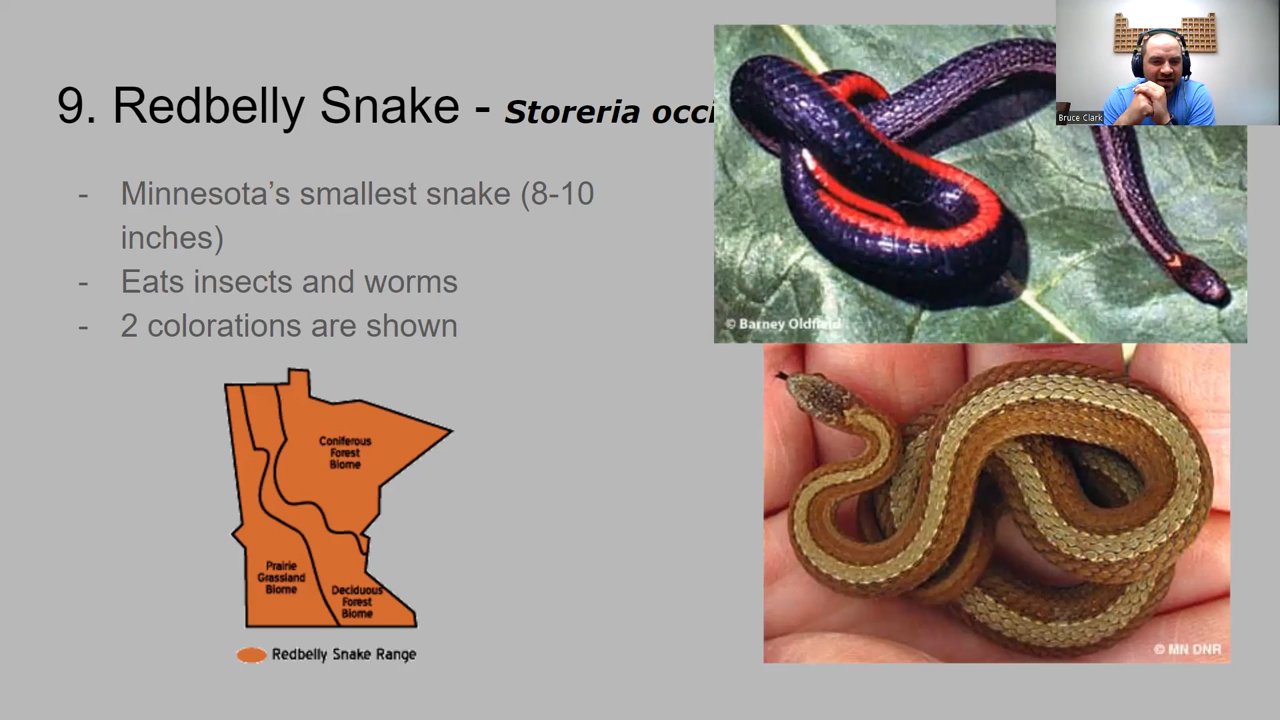 9. Redbelly Snake - Storeria occi
- Minnesota’s smallest snake (8-10
inches)
- Eats insects and worms
- 2 colorations are shown
Coniferous
Forest
Biome
Prairie
Grassland
Biome
Deciduous
Forest
Biome
Redbelly Snake Range
© Barney Oldfield
© MN DNR
Bruce Clark